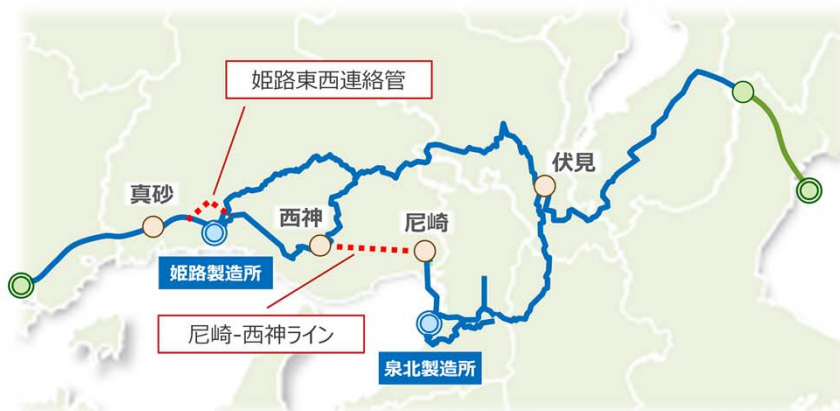 姫路東西連絡管
伏見
真砂
西神
尼崎
姫路製造所
尼崎-西神ライン
泉北製造所